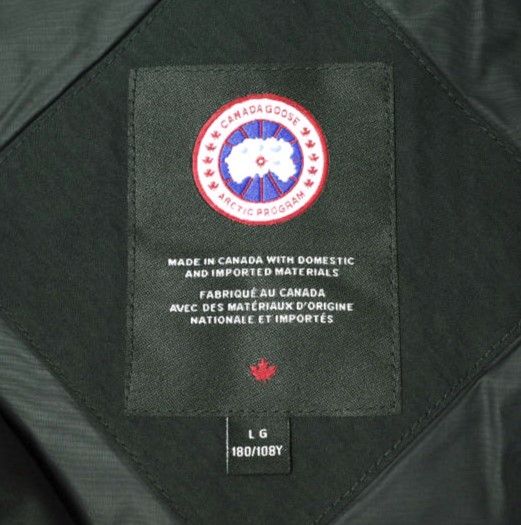 CANADA GOOSE
ARCTIC PROGRAM
MADE IN CANADA WITH DOMESTIC
AND IMPORTED MATERIALS
FABRIQUÉ AU CANADA
AVEC DES MATÉRIAUX D'ORIGINE
NATIONALE ET IMPORTÉS
L G
180/108Y